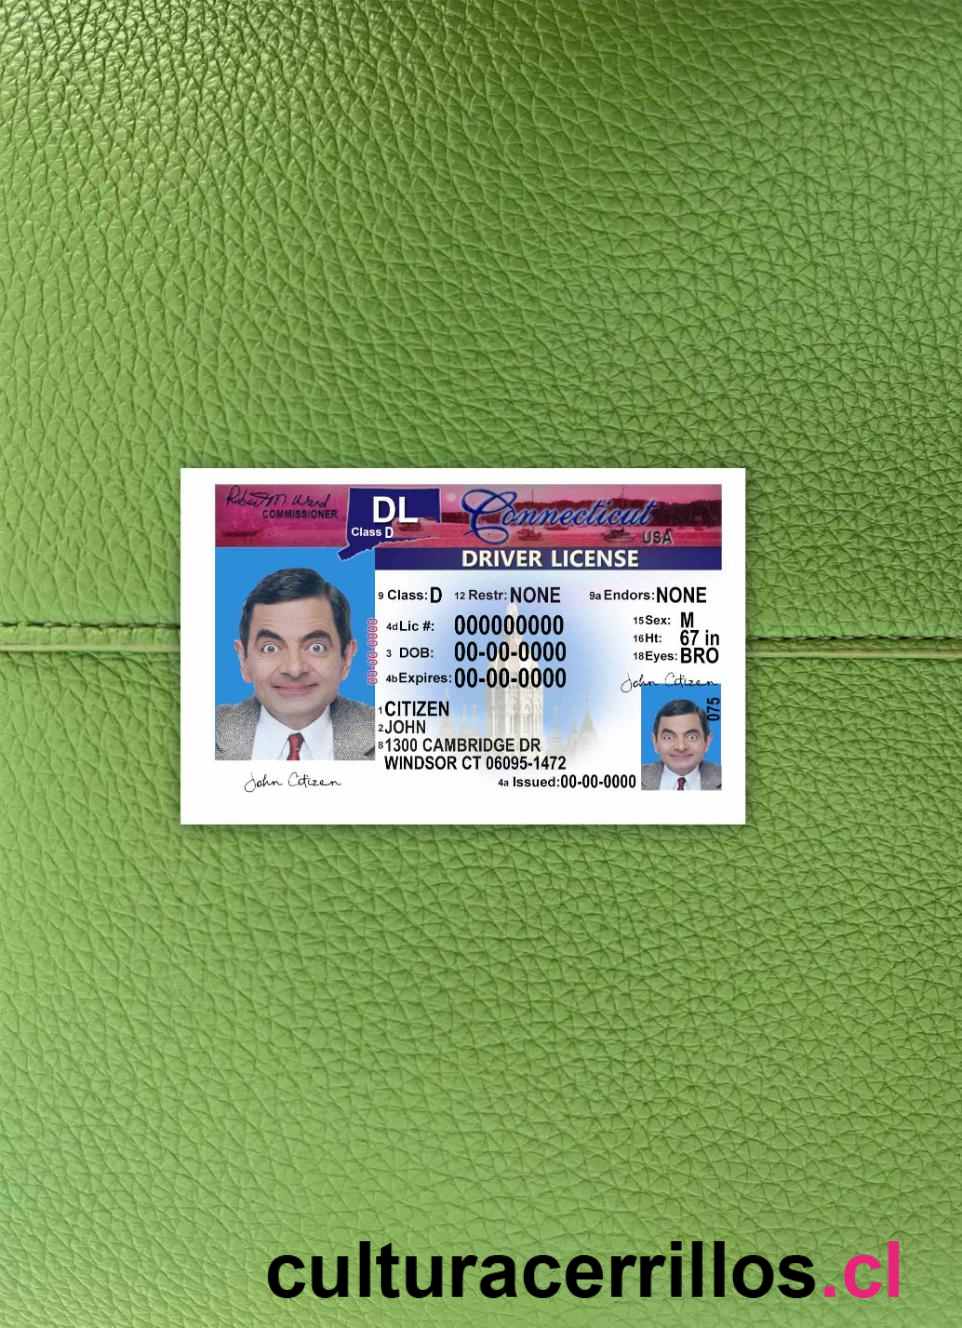 Robert M. Ward
COMMISSIONER
DL
Class D
Connecticut
USA
DRIVER LICENSE
9 Class: D 12 Restr: NONE 9a Endors: NONE
4d Lic #: 000000000
15 Sex: M
16 Ht: 67 in
3 DOB: 00-00-0000
18 Eyes: BRO
4b Expires: 00-00-0000
00-00-0000
John Citizen
1 CITIZEN
2 JOHN
8 1300 CAMBRIDGE DR
WINDSOR CT 06095-1472
075
4a Issued: 00-00-0000
John Citizen
culturacerrillos.cl